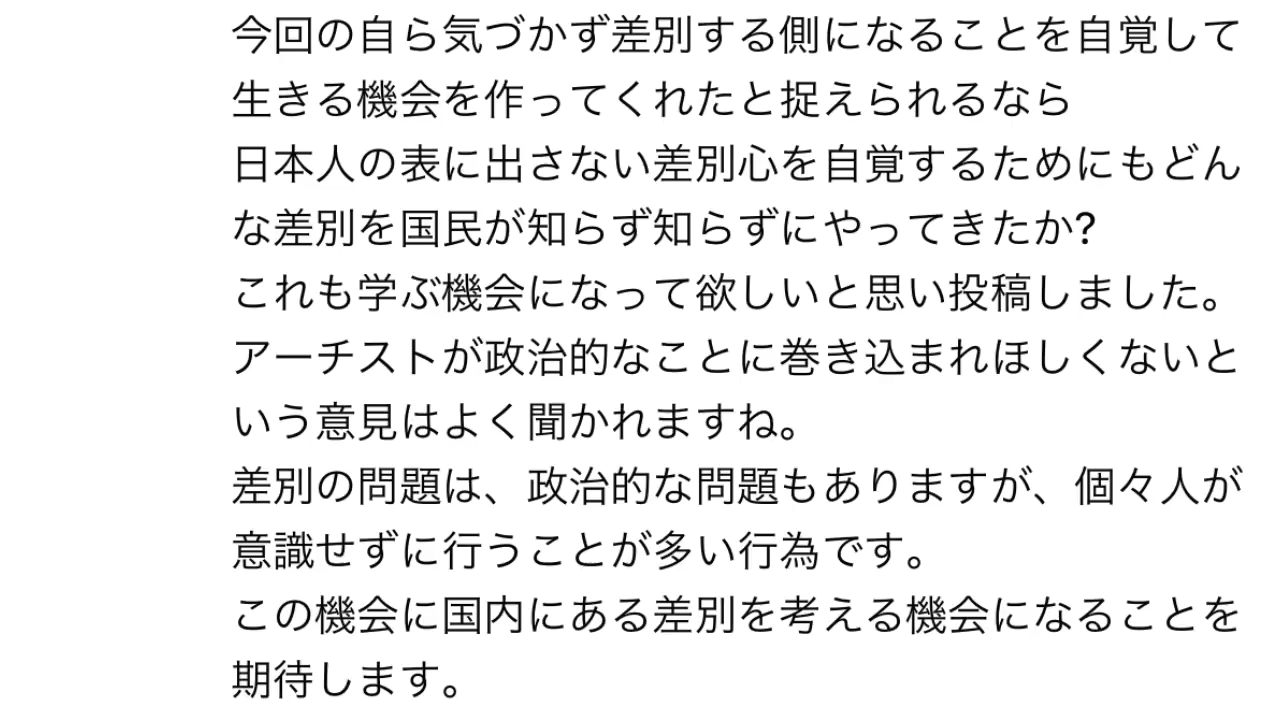 今回の自ら気づかず差別する側になることを自覚して
生きる機会を作ってくれたと捉えられるなら
日本人の表に出さない差別心を自覚するためにもどん
な差別を国民が知らず知らずにやってきたか?
これも学ぶ機会になって欲しいと思い投稿しました。
アーチストが政治的なことに巻き込まれほしくないと
いう意見はよく聞かれますね。
差別の問題は、政治的な問題もありますが、個々人が
意識せずに行うことが多い行為です。
この機会に国内にある差別を考える機会になることを
期待します。